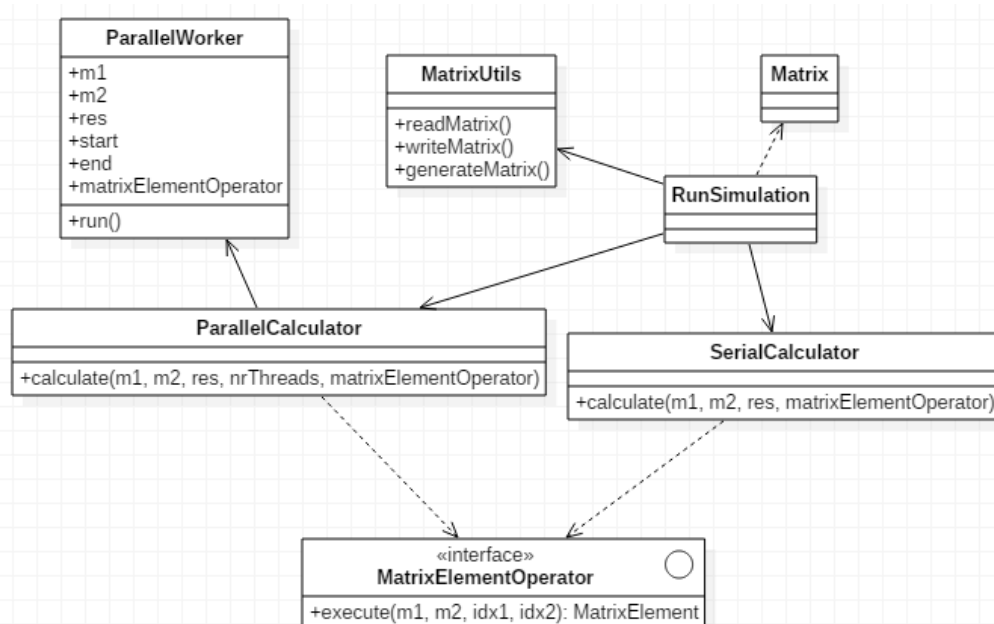 ParallelWorker
+m1
+m2
+res
+start
+end
+matrixElementOperator
+run()
MatrixUtils
+readMatrix()
+writeMatrix()
+generateMatrix()
Matrix
RunSimulation
ParallelCalculator
+calculate(m1, m2, res, nrThreads, matrixElementOperator)
SerialCalculator
+calculate(m1, m2, res, matrixElementOperator)
«interface»
MatrixElementOperator
+execute(m1, m2, idx1, idx2): MatrixElement